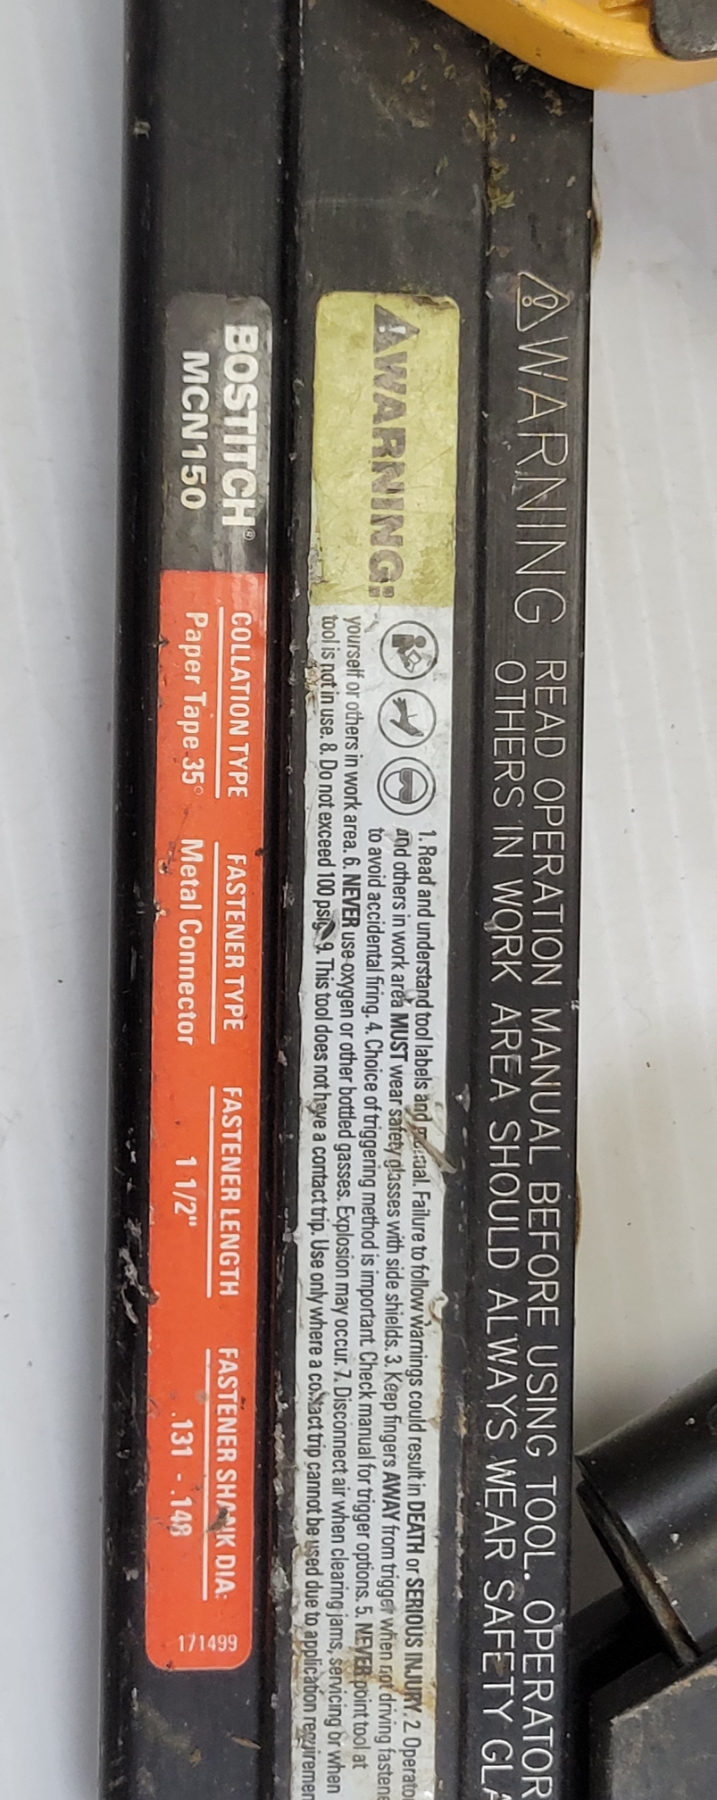 ⚠WARNING READ OPERATION MANUAL BEFORE USING TOOL. OPERATOR
OTHERS IN WORK AREA SHOULD ALWAYS WEAR SAFETY GLA
⚠WARNING:
1. Read and understand tool labels and manual. Failure to follow warnings could result in DEATH or SERIOUS INJURY. 2. Operato
and others in work area MUST wear safety glasses with side shields. 3. Keep fingers AWAY from trigger when not driving fastene
to avoid accidental firing. 4. Choice of triggering method is important. Check manual for trigger options. 5. NEVER point tool at
yourself or others in work area. 6. NEVER use oxygen or other bottled gasses. Explosion may occur. 7. Disconnect air when clearing jams, servicing or when
tool is not in use. 8. Do not exceed 100 psig. 9. This tool does not have a contact trip. Use only where a contact trip cannot be used due to application requiremen
BOSTITCH®
MCN150
COLLATION TYPE
Paper Tape 35°
FASTENER TYPE
Metal Connector
FASTENER LENGTH
1 1/2"
FASTENER SHANK DIA:
.131 - .148
171499